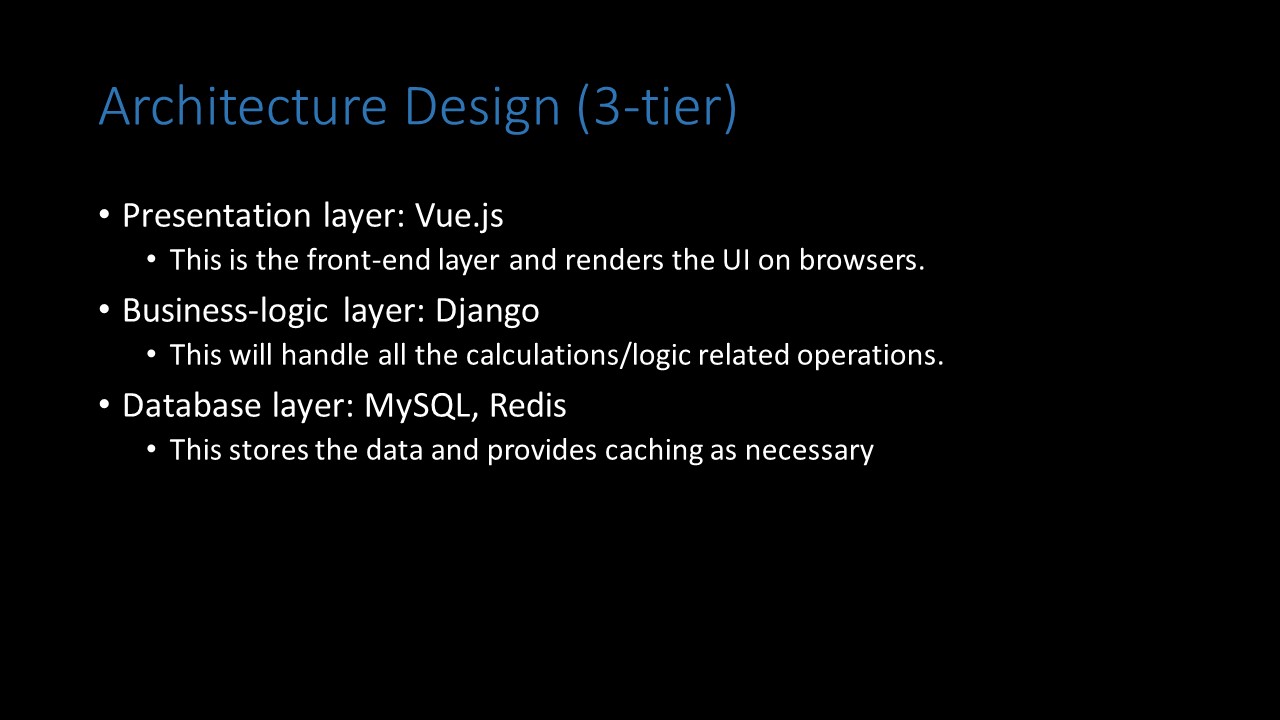 Architecture Design (3-tier)
• Presentation layer: Vue.js
• This is the front-end layer and renders the UI on browsers.
• Business-logic layer: Django
• This will handle all the calculations/logic related operations.
• Database layer: MySQL, Redis
• This stores the data and provides caching as necessary